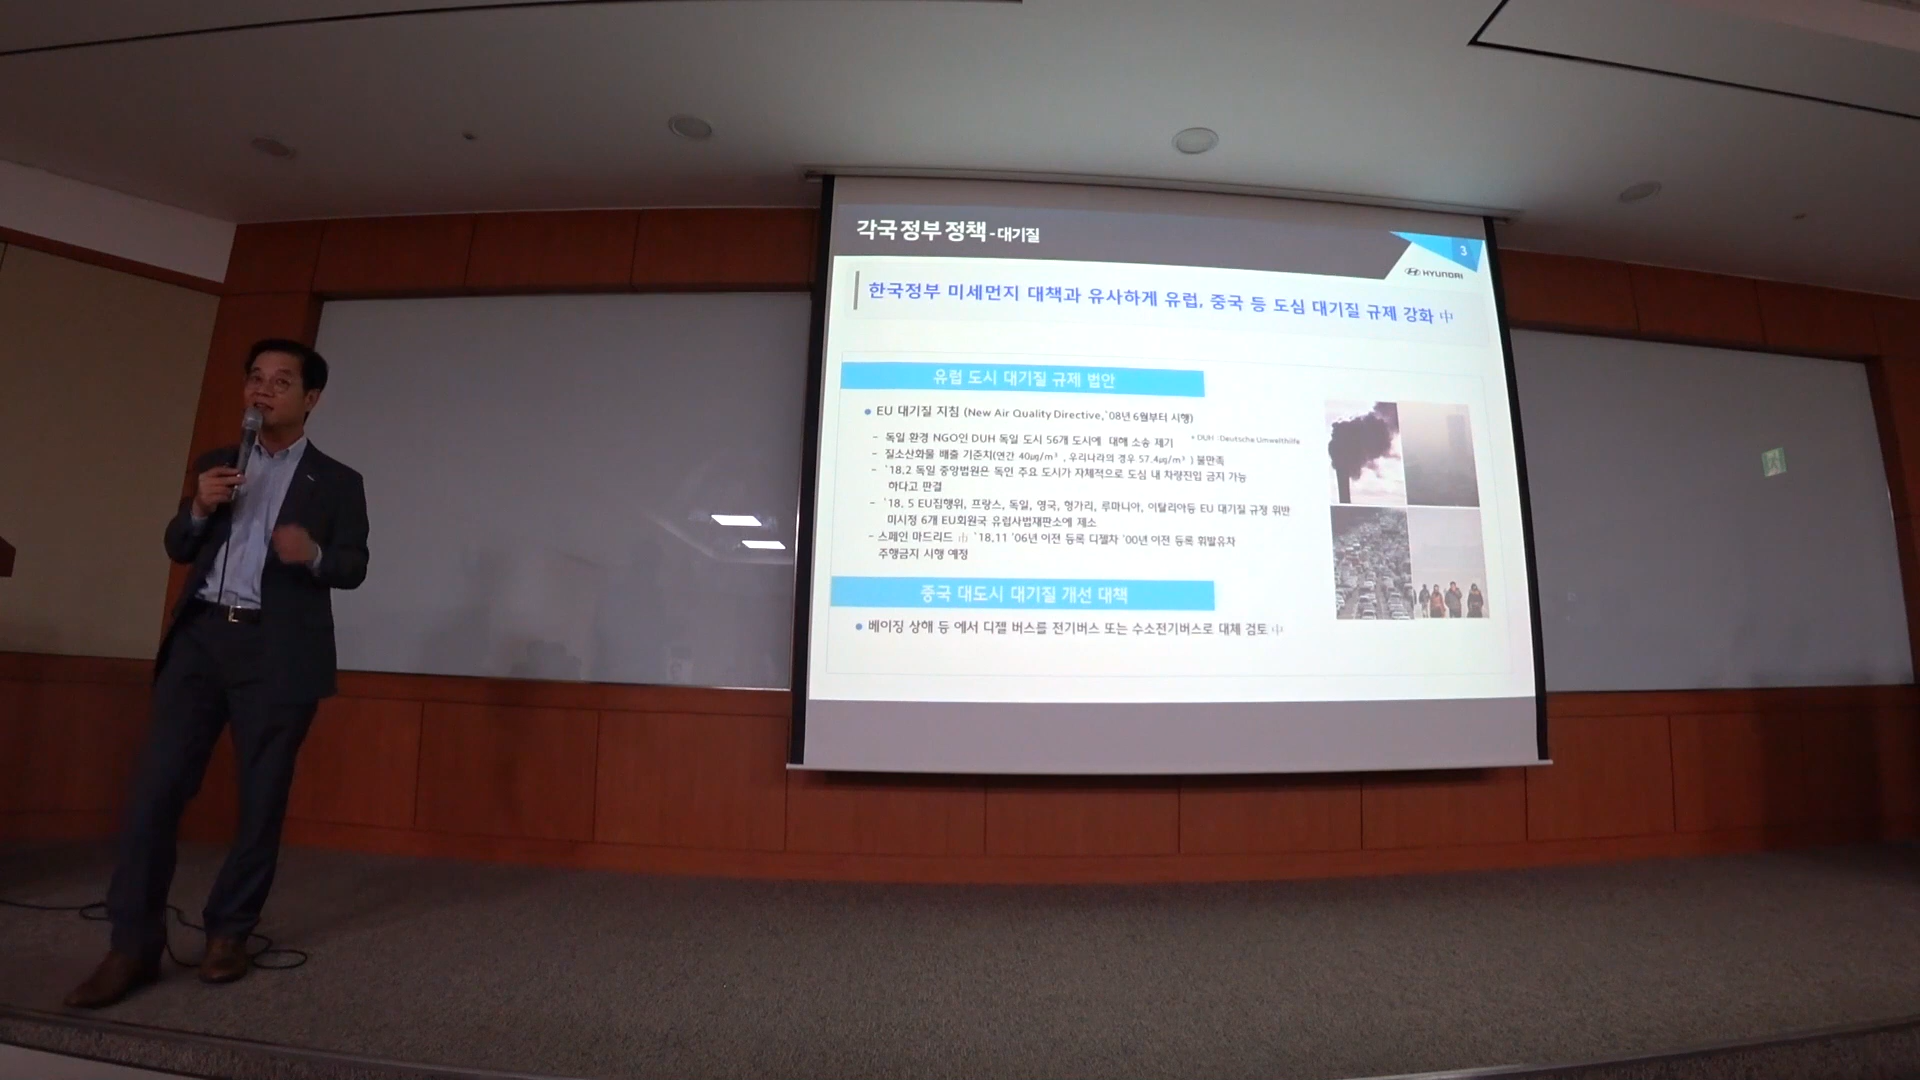 각국 정부 정책 - 대기질
3
HYUNDAI
한국정부 미세먼지 대책과 유사하게 유럽, 중국 등 도심 대기질 규제 강화 中
유럽 도시 대기질 규제 법안
● EU 대기질 지침 (New Air Quality Directive,`08년 6월부터 시행)
- 독일 환경 NGO인 DUH 독일 도시 56개 도시에 대해 소송 제기 * DUH :Deutsche Umwelthilfe
- 질소산화물 배출 기준치(연간 40㎍/m³ , 우리나라의 경우 57.4㎍/m³ ) 불만족
- '18.2 독일 중앙법원은 독인 주요 도시가 자체적으로 도심 내 차량진입 금지 가능
하다고 판결
- '18. 5 EU집행위, 프랑스, 독일, 영국, 헝가리, 루마니아, 이탈리아등 EU 대기질 규정 위반
미시정 6개 EU회원국 유럽사법재판소에 제소
- 스페인 마드리드 市 '18.11 '06년 이전 등록 디젤차 '00년 이전 등록 휘발유차
주행금지 시행 예정
중국 대도시 대기질 개선 대책
● 베이징 상해 등 에서 디젤 버스를 전기버스 또는 수소전기버스로 대체 검토 中